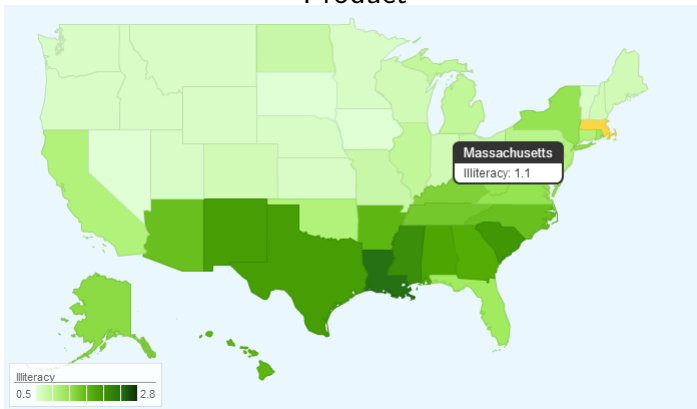 Product
Massachusetts
Illiteracy: 1.1
Illiteracy
0.5 2.8